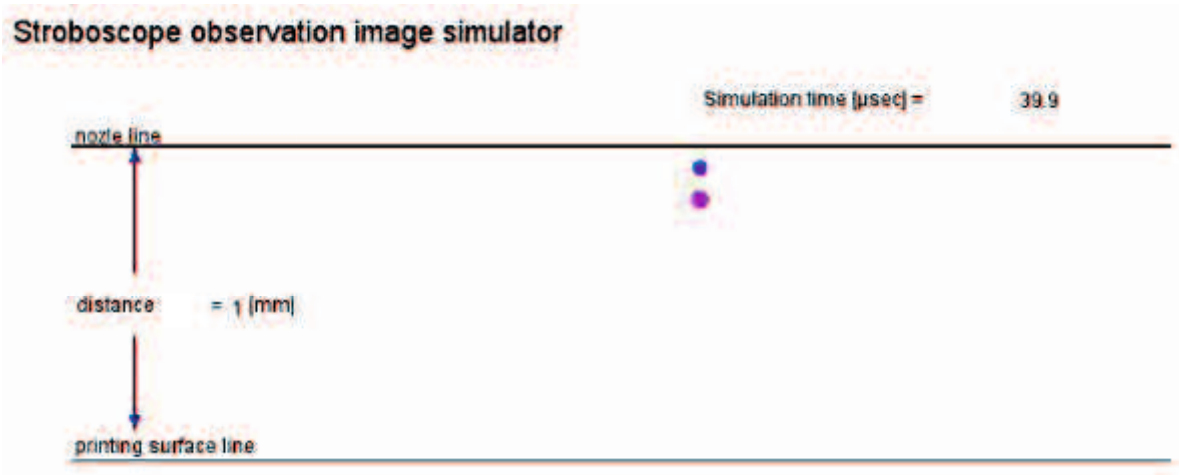 Stroboscope observation image simulator
Simulation time [µsec] = 39.9
nozle line
distance = 1 [mm]
printing surface line